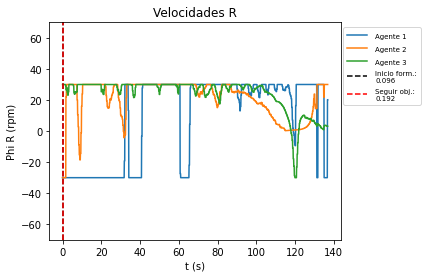 Velocidades R
Phi R (rpm)
60
40
20
0
−20
−40
−60
0
20
40
60
80
100
120
140
t (s)
Agente 1
Agente 2
Agente 3
Inicio form.:
0.096
Seguir obj.:
0.192